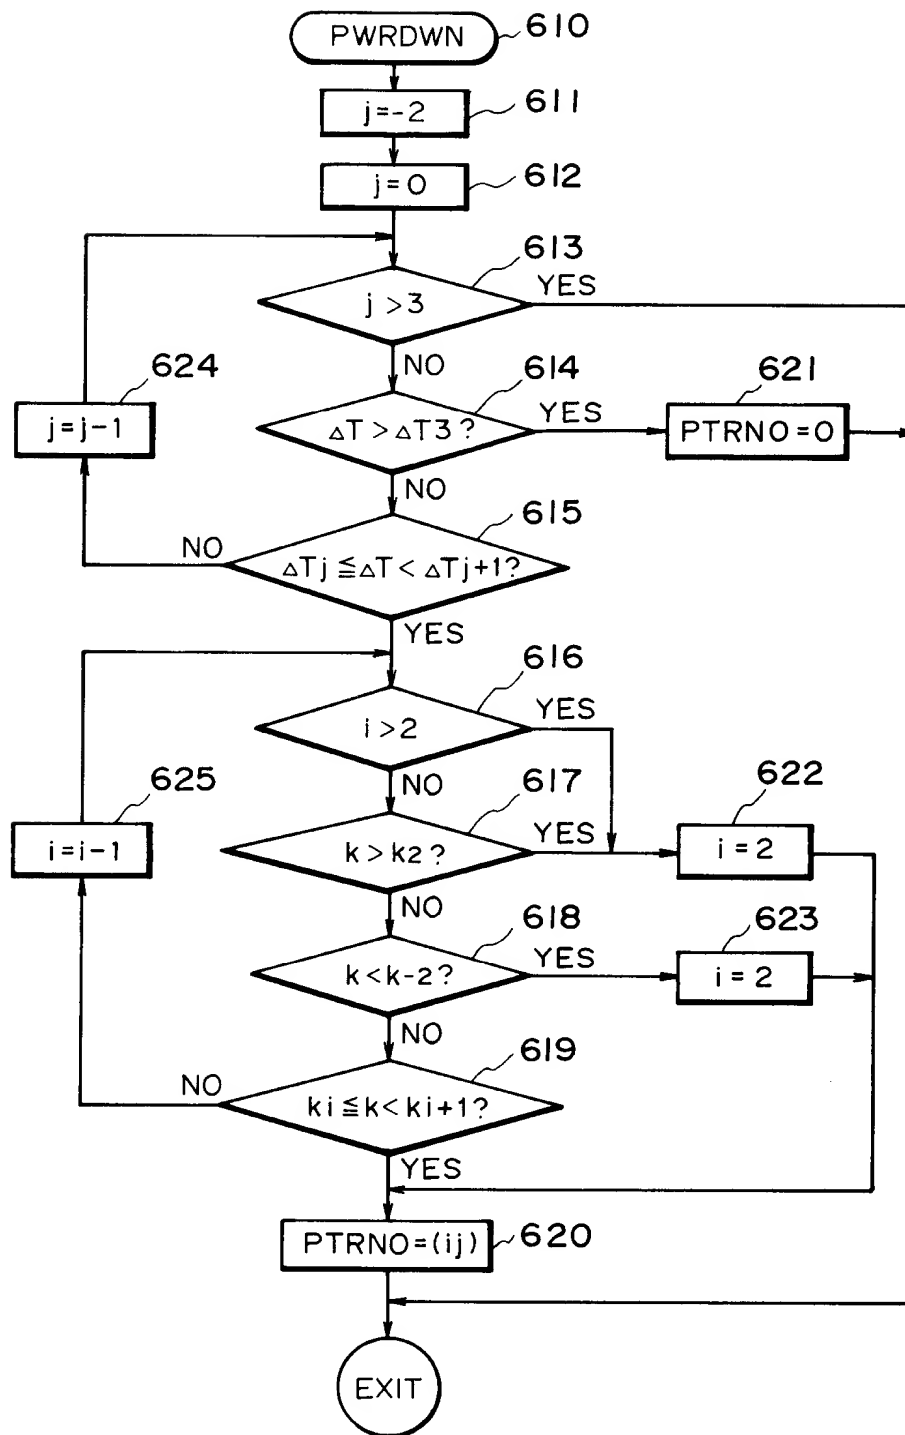 PWRDWN 610
j=-2 611
j=0 612
613
j>3 YES
NO
624
614
621
j=j-1
ΔT>ΔT3? YES
PTRNO=0
NO
615
NO
ΔTj≦ΔT<ΔTj+1?
YES
616
i>2 YES
625
NO
617
622
i=i-1
k>k2? YES
i=2
NO
618
623
k<k-2? YES
i=2
NO
619
NO
ki≦k<ki+1?
YES
PTRNO=(ij) 620
EXIT